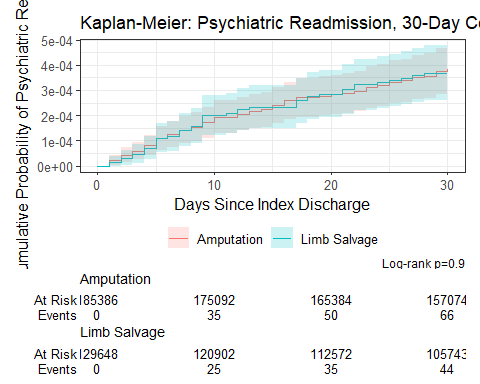 Kaplan-Meier: Psychiatric Readmission, 30-Day
Probability of Psychiatric
5e-04
4e-04
3e-04
2e-04
1e-04
0e+00
0 10 20 30
Days Since Index Discharge
Amputation Limb Salvage
Log-rank p=0.9
Amputation
At Risk 185386 175092 165384 157074
Events 0 35 50 66
Limb Salvage
At Risk 129648 120902 112572 105743
Events 0 25 35 44